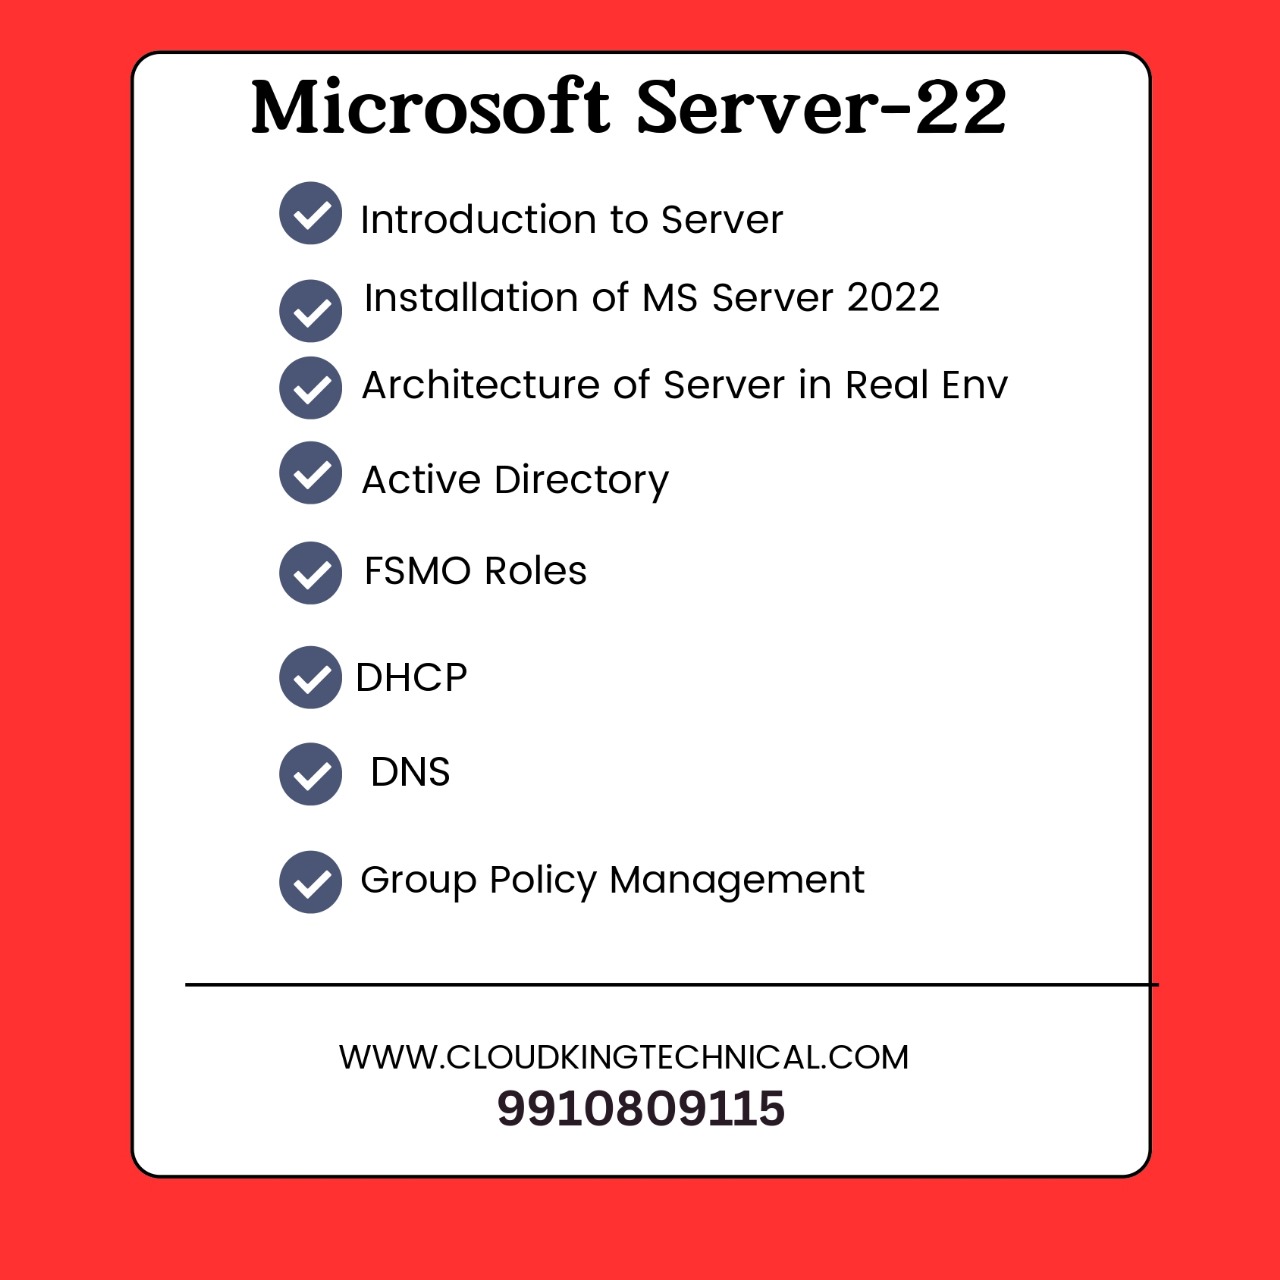 Microsoft Server-22
Introduction to Server
Installation of MS Server 2022
Architecture of Server in Real Env
Active Directory
FSMO Roles
DHCP
DNS
Group Policy Management
WWW.CLOUDKINGTECHNICAL.COM
9910809115